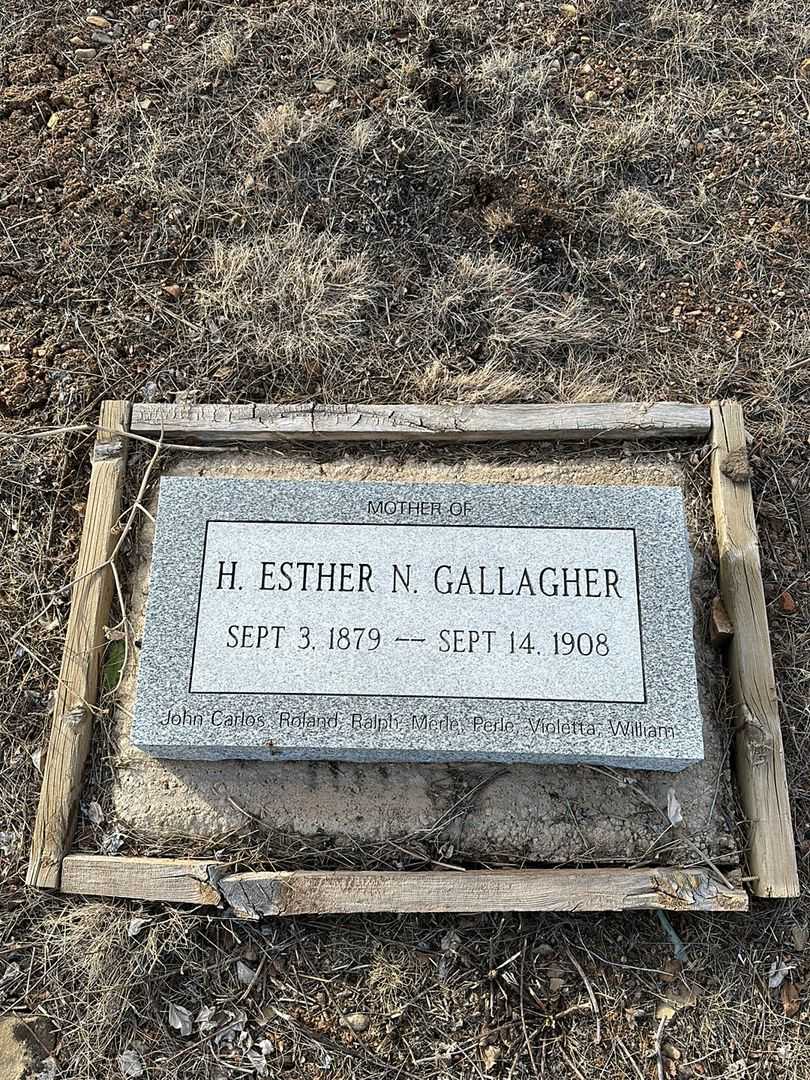 MOTHER OF
H. ESTHER N. GALLAGHER
SEPT 3, 1879 — SEPT 14, 1908
John Carlos, Roland, Ralph, Merle, Perle, Violetta, William